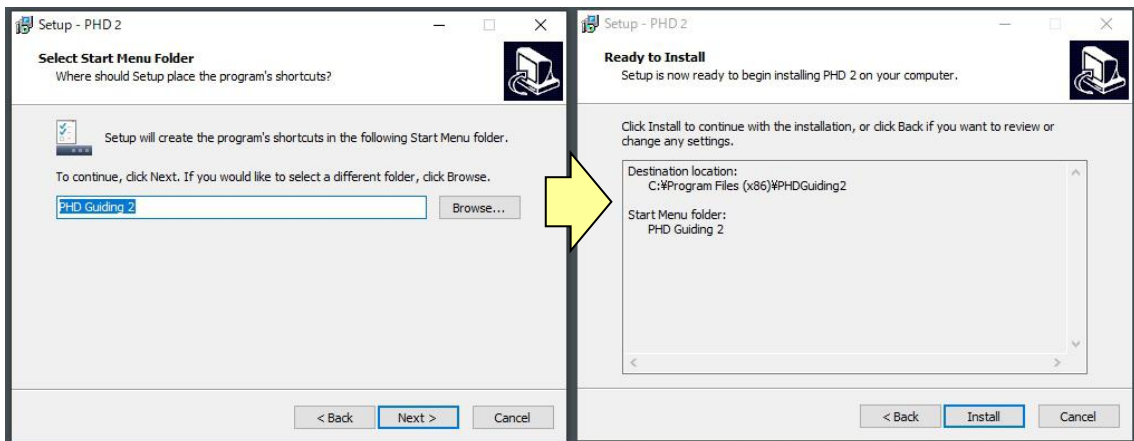 Setup - PHD 2
Select Start Menu Folder
Where should Setup place the program's shortcuts?
Setup will create the program's shortcuts in the following Start Menu folder.
To continue, click Next. If you would like to select a different folder, click Browse.
PHD Guiding 2
Browse...
< Back
Next >
Cancel
Setup - PHD 2
Ready to Install
Setup is now ready to begin installing PHD 2 on your computer.
Click Install to continue with the installation, or click Back if you want to review or
change any settings.
Destination location:
C:¥Program Files (x86)¥PHDGuiding2
Start Menu folder:
PHD Guiding 2
< Back
Install
Cancel